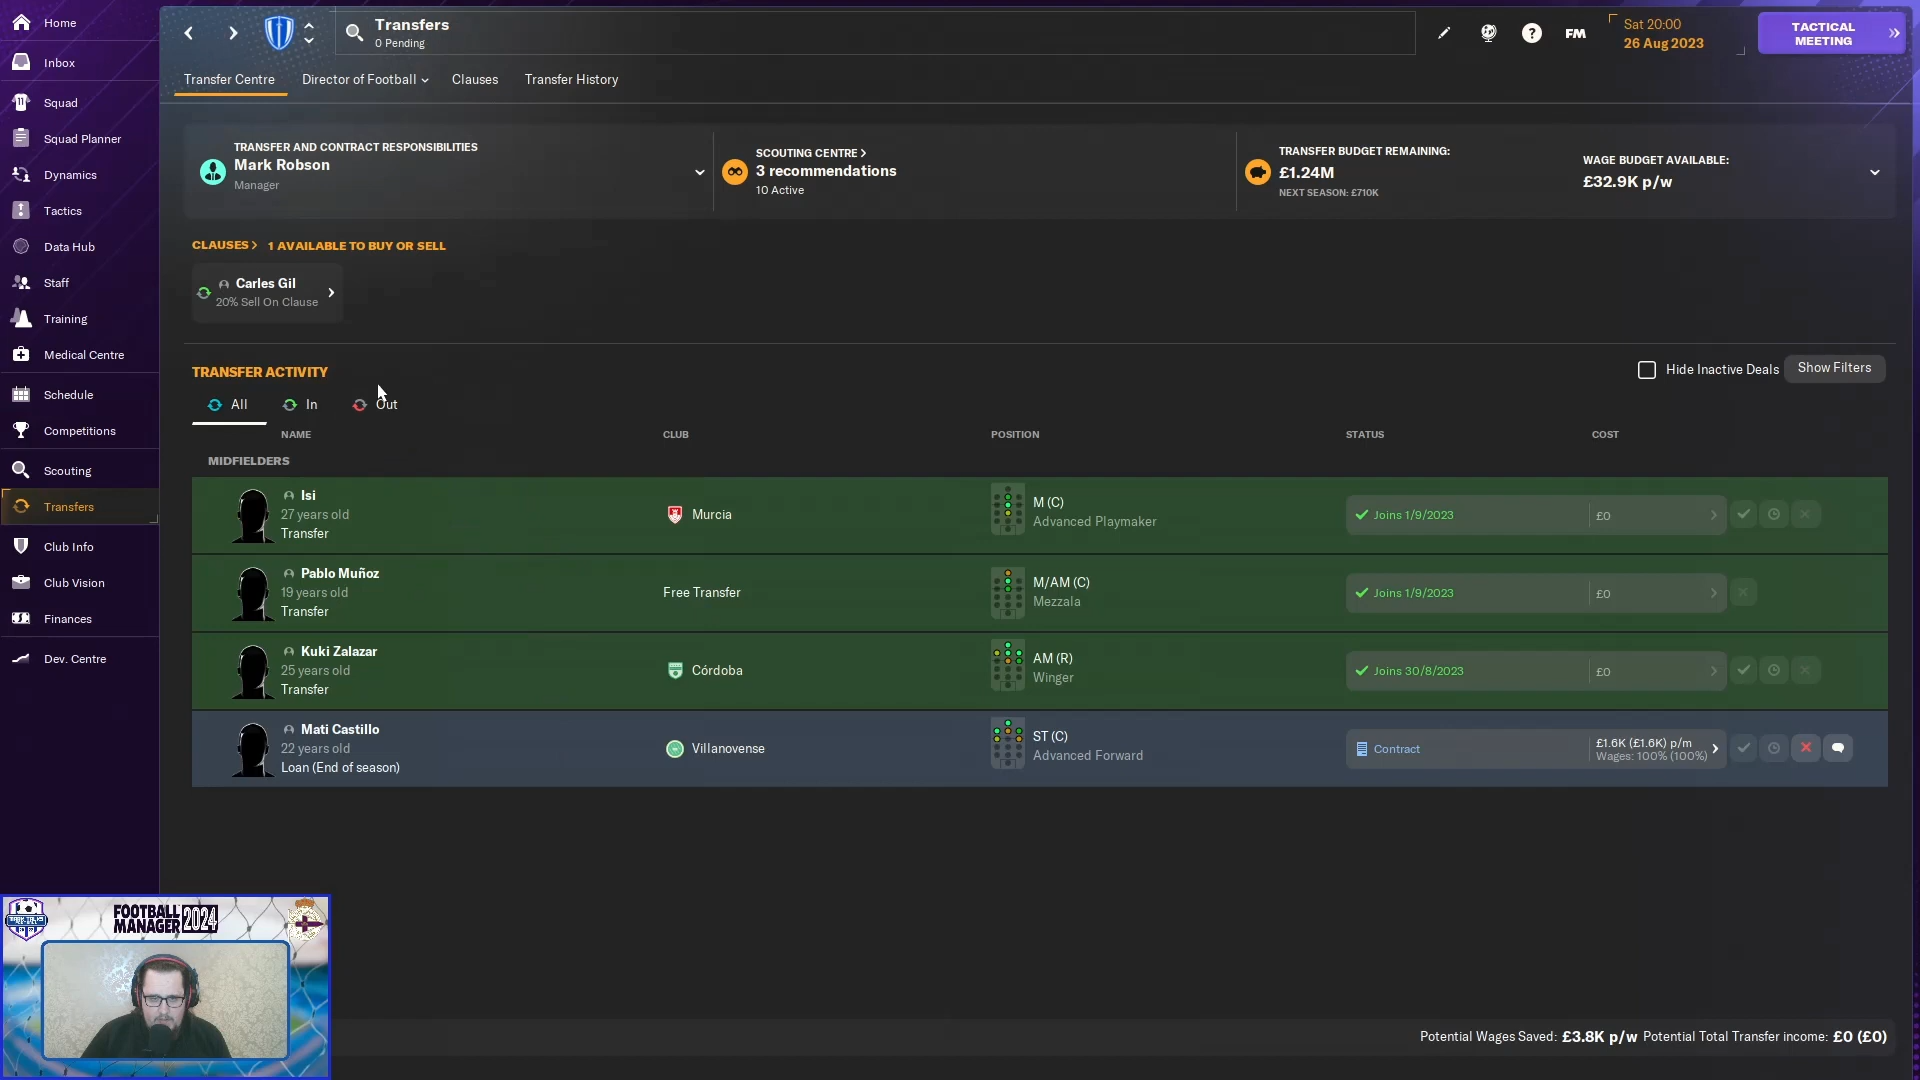 Home
Inbox
Squad
Squad Planner
Dynamics
Tactics
Data Hub
Staff
Training
Medical Centre
Schedule
Competitions
Scouting
Transfers
Club Info
Club Vision
Finances
Dev. Centre
Transfers
0 Pending
FM
Sat 20:00
26 Aug 2023
TACTICAL
MEETING
Transfer Centre
Director of Football
Clauses
Transfer History
TRANSFER AND CONTRACT RESPONSIBILITIES
Mark Robson
Manager
SCOUTING CENTRE >
3 recommendations
10 Active
TRANSFER BUDGET REMAINING:
£1.24M
NEXT SEASON: £710K
WAGE BUDGET AVAILABLE:
£32.9K p/w
CLAUSES > 1 AVAILABLE TO BUY OR SELL
Carles Gil
20% Sell On Clause
TRANSFER ACTIVITY
Hide Inactive Deals
Show Filters
All In Out
NAME CLUB POSITION STATUS COST
MIDFIELDERS
Isi
27 years old
Transfer
Murcia
M (C)
Advanced Playmaker
Joins 1/9/2023
£0
Pablo Muñoz
19 years old
Transfer
Free Transfer
M/AM (C)
Mezzala
Joins 1/9/2023
£0
Kuki Zalazar
25 years old
Transfer
Córdoba
AM (R)
Winger
Joins 30/8/2023
£0
Mati Castillo
22 years old
Loan (End of season)
Villanovense
ST (C)
Advanced Forward
Contract
£1.6K (£1.6K) p/m
Wages: 100% (100%)
FOOTBALL
MANAGER 2024
Potential Wages Saved: £3.8K p/w Potential Total Transfer income: £0 (£0)